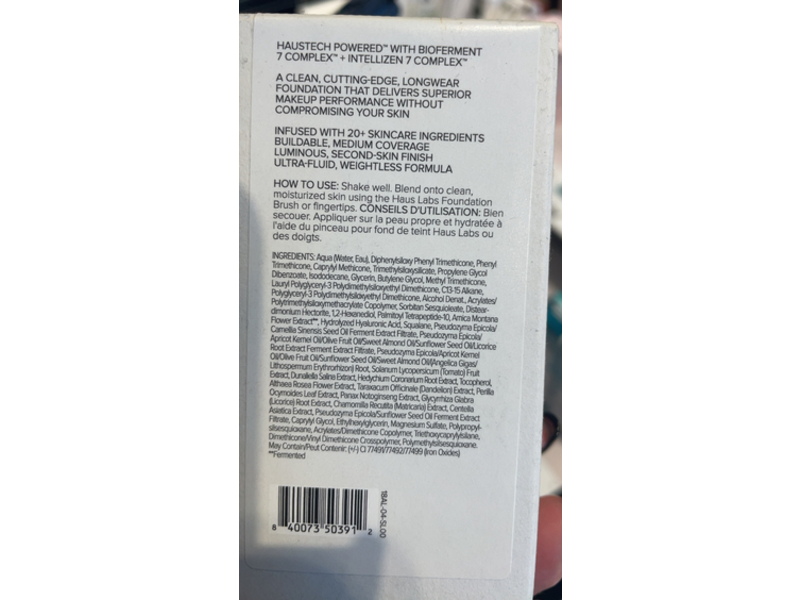 HAUSTECH POWERED™ WITH BIOFERMENT
7 COMPLEX™ + INTELLIZEN 7 COMPLEX™
A CLEAN, CUTTING-EDGE, LONGWEAR
FOUNDATION THAT DELIVERS SUPERIOR
MAKEUP PERFORMANCE WITHOUT
COMPROMISING YOUR SKIN
INFUSED WITH 20+ SKINCARE INGREDIENTS
BUILDABLE, MEDIUM COVERAGE
LUMINOUS, SECOND-SKIN FINISH
ULTRA-FLUID, WEIGHTLESS FORMULA
HOW TO USE: Shake well. Blend onto clean,
moisturized skin using the Haus Labs Foundation
Brush or fingertips. CONSEILS D'UTILISATION: Bien
secouer. Appliquer sur la peau propre et hydratée à
l'aide du pinceau pour fond de teint Haus Labs ou
des doigts.
INGREDIENTS: Aqua (Water, Eau), Diphenylsiloxy Phenyl Trimethicone, Phenyl
Trimethicone, Caprylyl Methicone, Trimethylsiloxysilicate, Propylene Glycol
Dibenzoate, Isododecane, Glycerin, Butylene Glycol, Methyl Trimethicone,
Lauryl Polyglyceryl-3 Polydimethylsiloxyethyl Dimethicone, C13-15 Alkane,
Polyglyceryl-3 Polydimethylsiloxyethyl Dimethicone, Alcohol Denat., Acrylates/
Polytrimethylsiloxymethacrylate Copolymer, Sorbitan Sesquioleate, Distear-
dimonium Hectorite, 1,2-Hexanediol, Palmitoyl Tetrapeptide-10, Arnica Montana
Flower Extract**, Hydrolyzed Hyaluronic Acid, Squalane, Pseudozyma Epicola/
Camellia Sinensis Seed Oil Ferment Extract Filtrate, Pseudozyma Epicola/
Apricot Kernel Oil/Olive Fruit Oil/Sweet Almond Oil/Sunflower Seed Oil/Licorice
Root Extract Ferment Extract Filtrate, Pseudozyma Epicola/Apricot Kernel
Oil/Olive Fruit Oil/Sunflower Seed Oil/Sweet Almond Oil/Angelica Gigas/
Lithospermum Erythrorhizon) Root, Solanum Lycopersicum (Tomato) Fruit
Extract, Dunaliella Salina Extract, Hedychium Coronarium Root Extract, Tocopherol,
Althaea Rosea Flower Extract, Taraxacum Officinale (Dandelion) Extract, Perilla
Ocymoides Leaf Extract, Panax Notoginseng Extract, Glycyrrhiza Glabra
(Licorice) Root Extract, Chamomilla Recutita (Matricaria) Extract, Centella
Asiatica Extract, Pseudozyma Epicola/Sunflower Seed Oil Ferment Extract
Filtrate, Caprylyl Glycol, Ethylhexylglycerin, Magnesium Sulfate, Polypropyl-
silsesquioxane, Acrylates/Dimethicone Copolymer, Triethoxycaprylylsilane,
Dimethicone/Vinyl Dimethicone Crosspolymer, Polymethylsilsesquioxane.
May Contain/Peut Contenir: (+/-) CI 77491/77492/77499 (Iron Oxides)
**Fermented
18AL-04-SL00
8 40073 50391 2